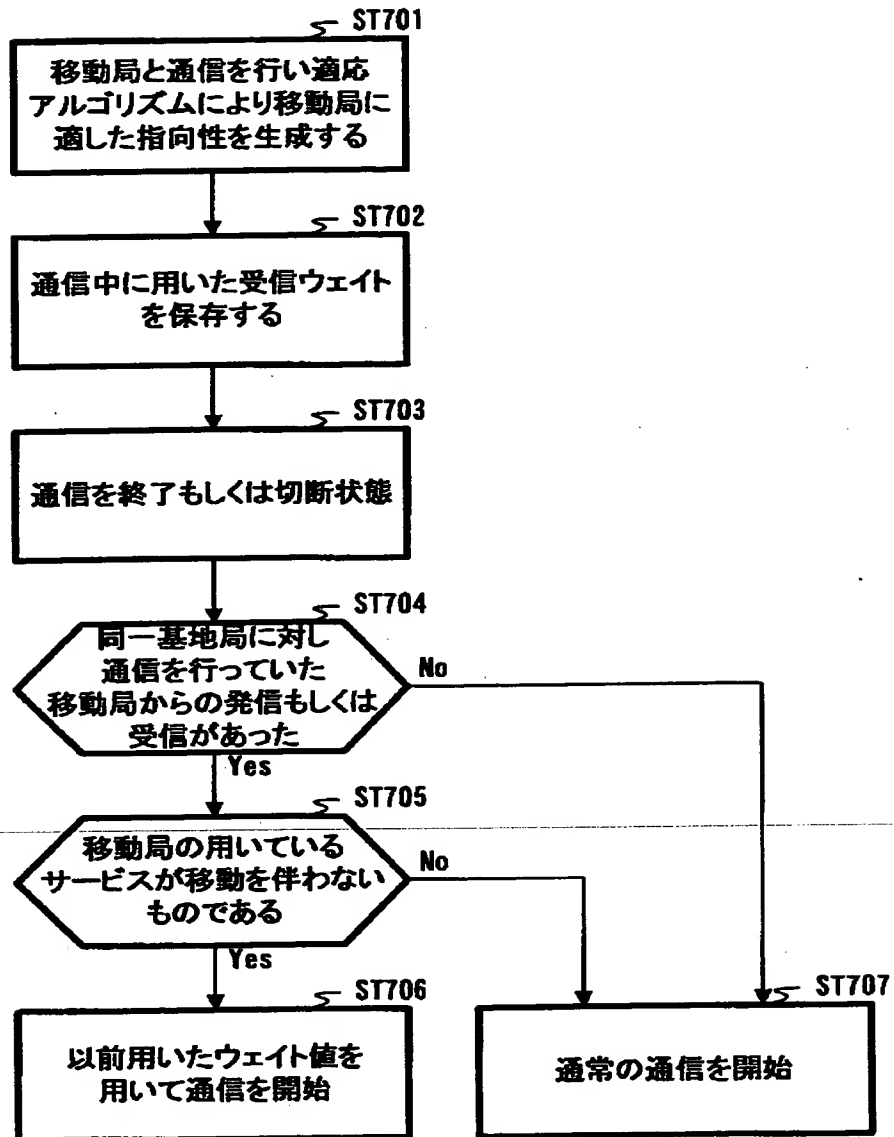 ST701
移動局と通信を行い適応
アルゴリズムにより移動局に
適した指向性を生成する
ST702
通信中に用いた受信ウェイト
を保存する
ST703
通信を終了もしくは切断状態
ST704
同一基地局に対し
通信を行っていた
移動局からの発信もしくは
受信があった
No
Yes
ST705
移動局の用いている
サービスが移動を伴わない
ものである
No
Yes
ST706
以前用いたウェイト値を
用いて通信を開始
ST707
通常の通信を開始